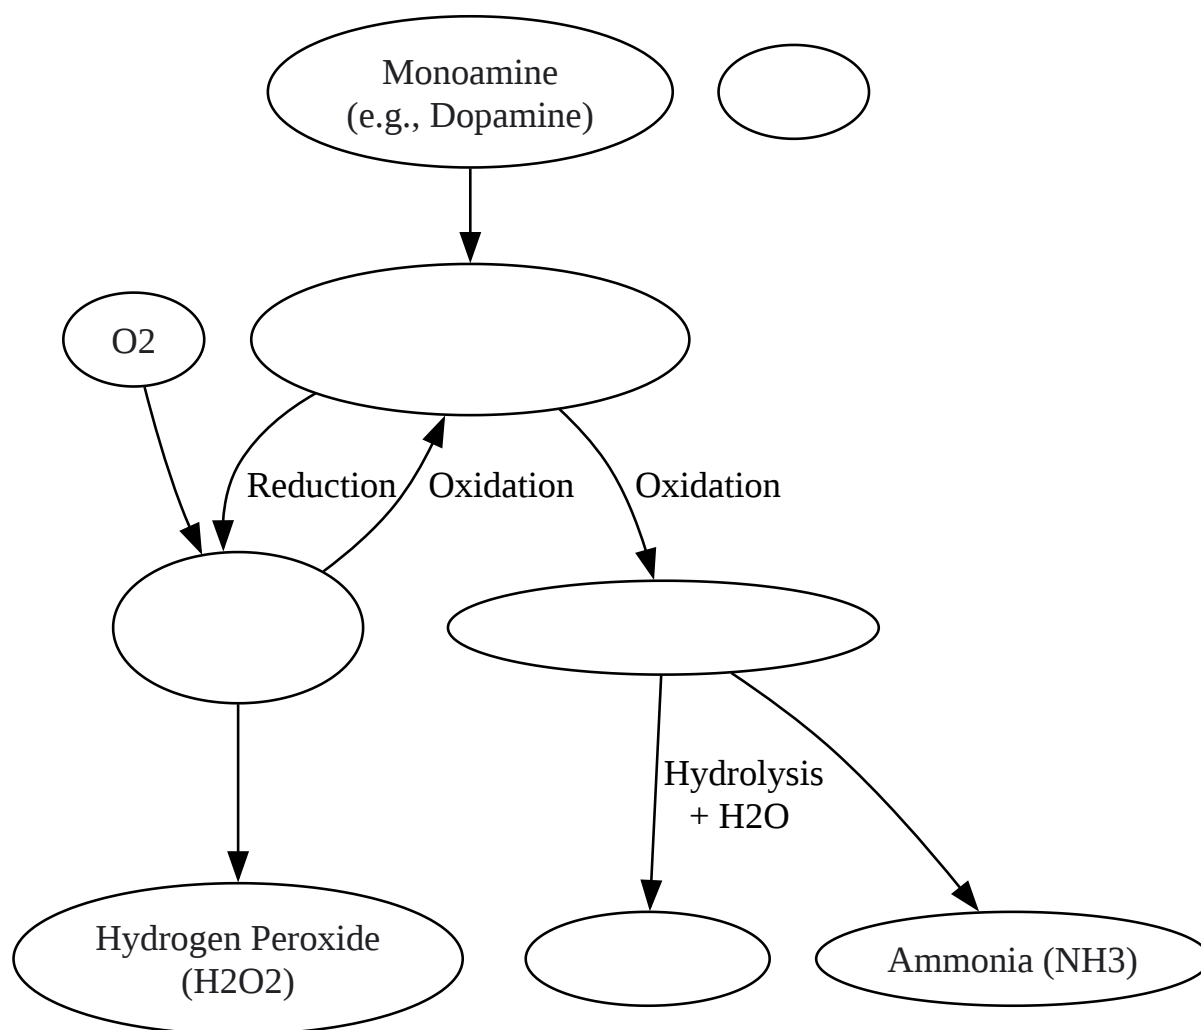 Monoamine
(e.g., Dopamine)
O2
Reduction
Oxidation
Oxidation
Hydrolysis
+ H2O
Hydrogen Peroxide
(H2O2)
Ammonia (NH3)